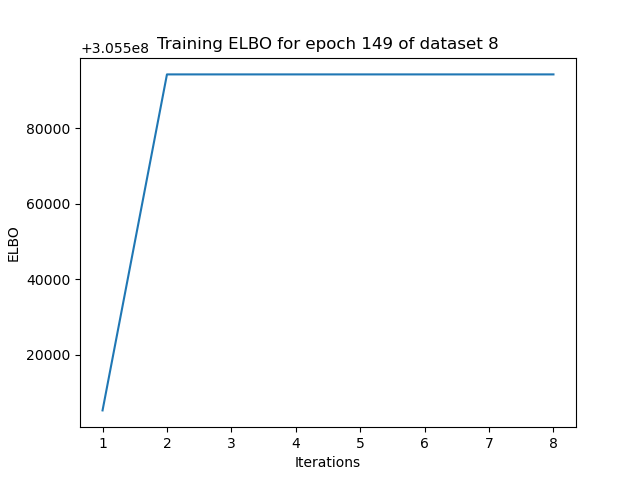 Training ELBO for epoch 149 of dataset 8
+3.055e8
80000
60000
40000
20000
ELBO
1 2 3 4 5 6 7 8
Iterations